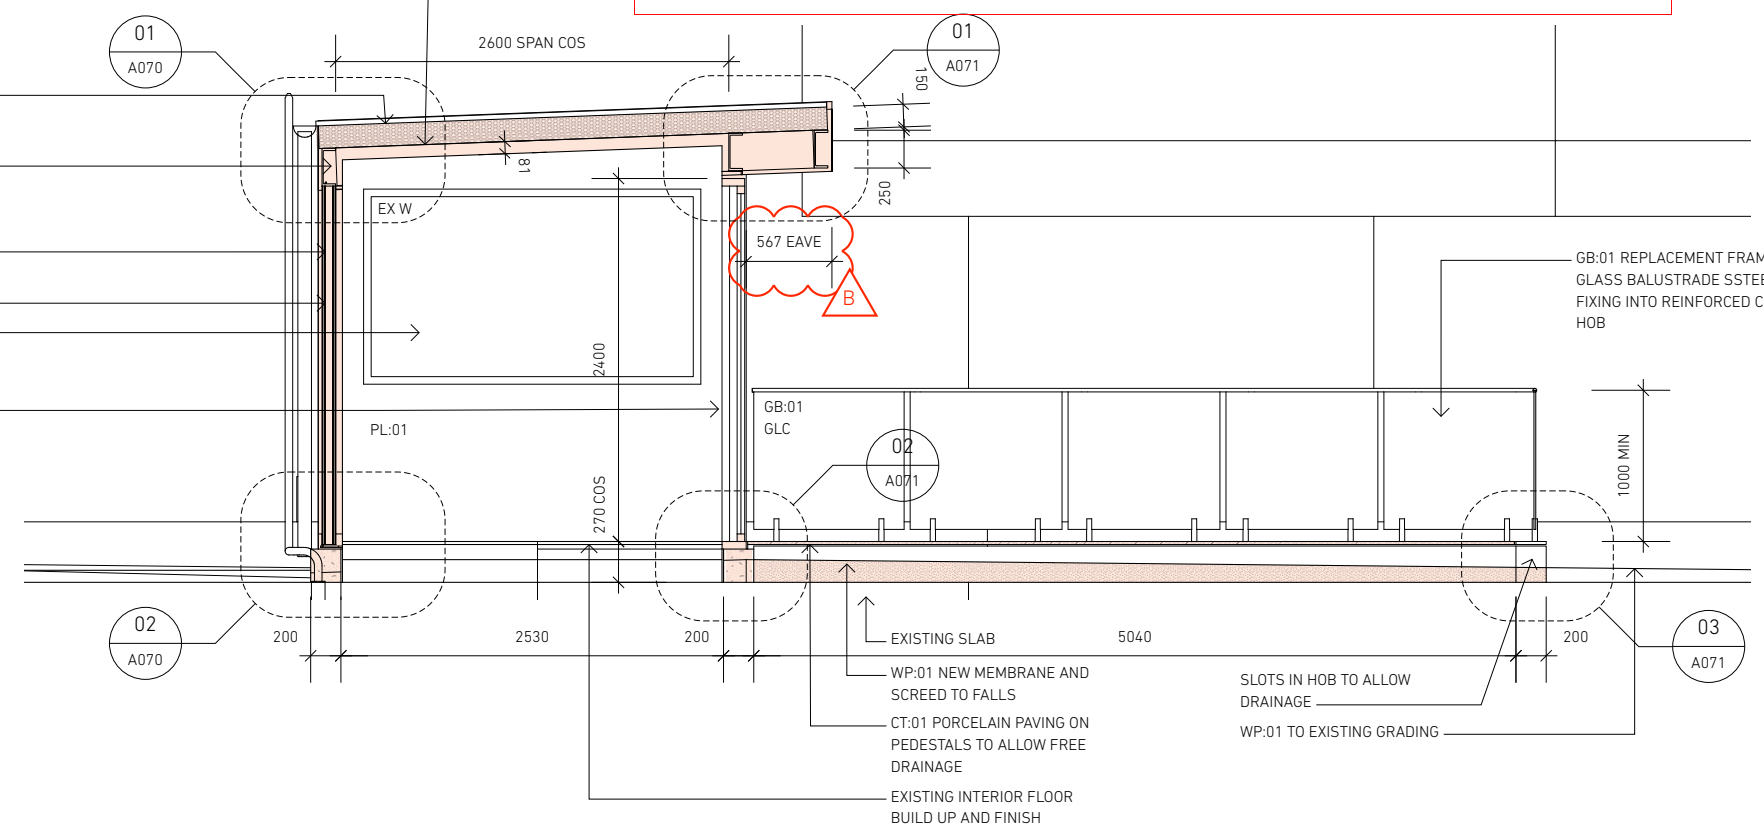 01
A070
2600 SPAN COS
01
A071
150
81
250
EX W
567 EAVE
B
GB:01 REPLACEMENT
GLASS BALUSTRADE
FIXING INTO REINFORCED
HOB
2400
PL:01
GB:01
GLC
02
A071
1000 MIN
270 COS
02
A070
200
2530
200
5040
200
03
A071
EXISTING SLAB
WP:01 NEW MEMBRANE AND
SCREED TO FALLS
CT:01 PORCELAIN PAVING ON
PEDESTALS TO ALLOW FREE
DRAINAGE
EXISTING INTERIOR FLOOR
BUILD UP AND FINISH
SLOTS IN HOB TO ALLOW
DRAINAGE
WP:01 TO EXISTING GRADING